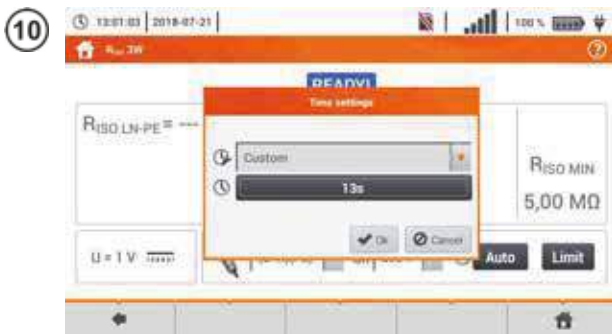 10
13:01:03 2018-07-21 100 %
3W
READY!
Time settings
RISO LN-PE= ---
Custom
13s
RISO MIN
5,00 MΩ
Ok Cancel
U = 1 V
Auto Limit